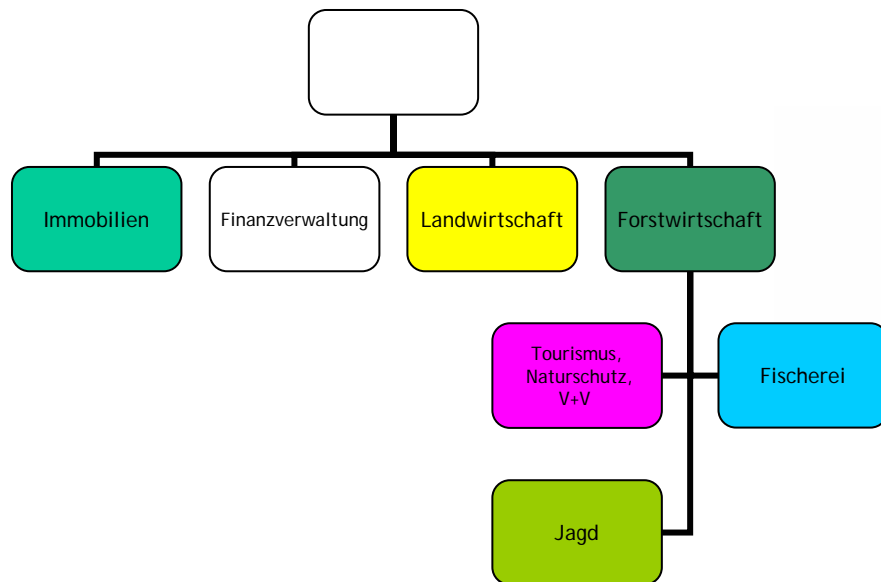 Immobilien
Finanzverwaltung
Landwirtschaft
Forstwirtschaft
Tourismus,
Naturschutz,
V+V
Fischerei
Jagd